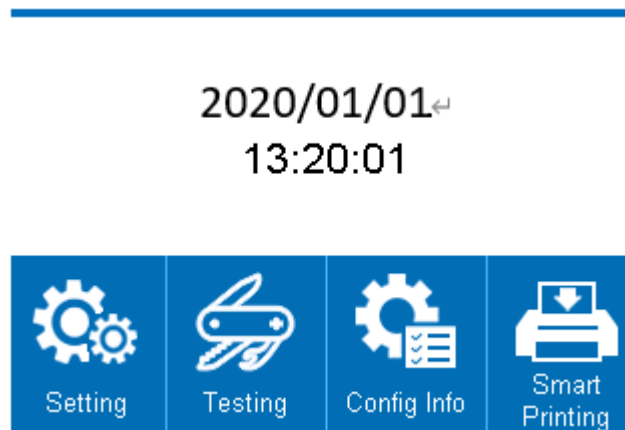 2020/01/01↵
13:20:01
Setting
Testing
Config Info
Smart
Printing